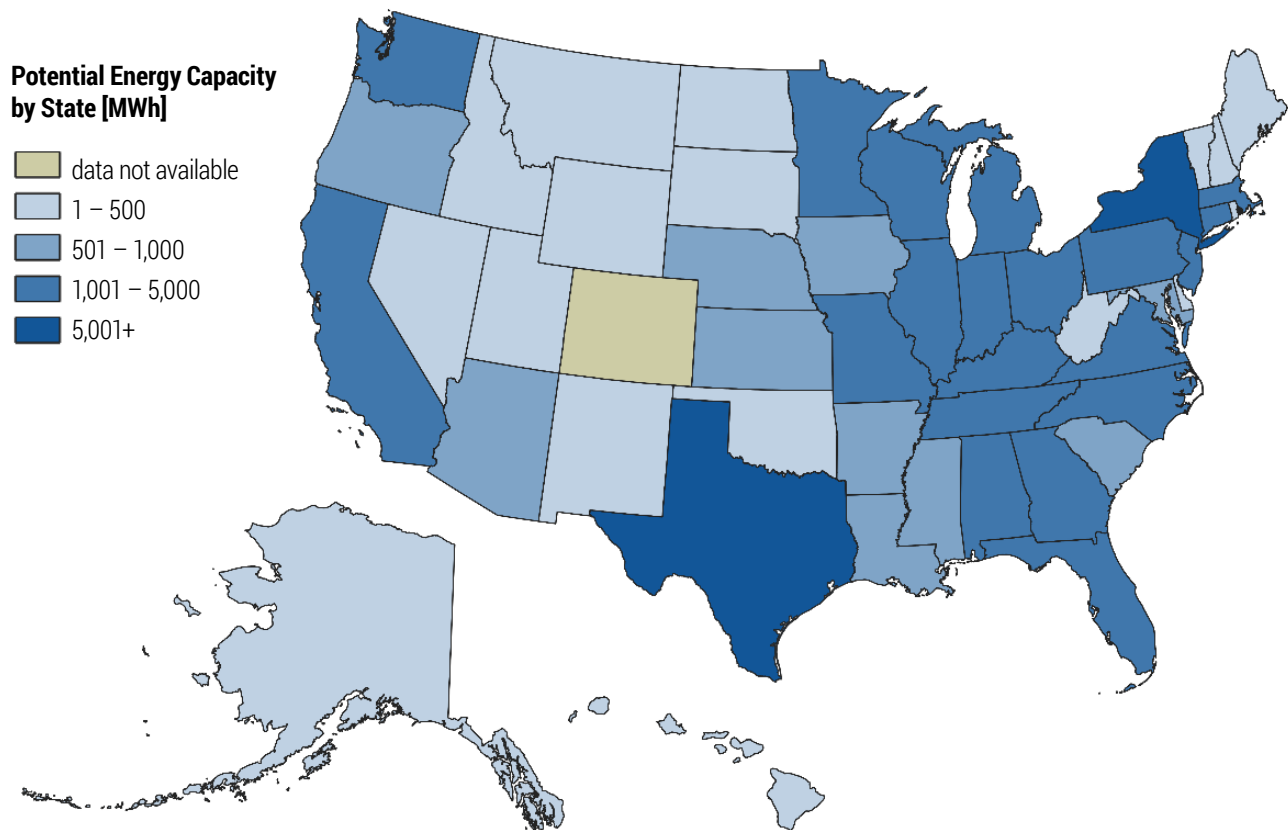 Potential Energy Capacity
by State [MWh]
data not available
1 – 500
501 – 1,000
1,001 – 5,000
5,001+